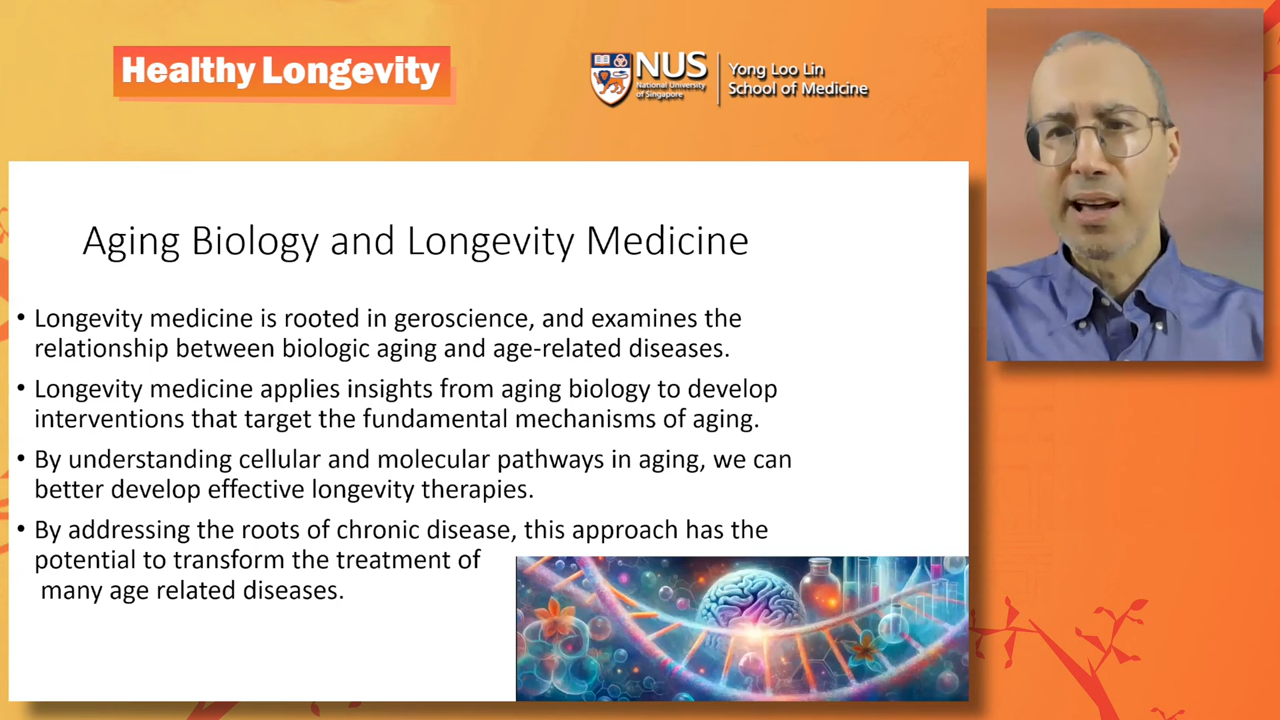 Healthy Longevity
NUS
National University
of Singapore
Yong Loo Lin
School of Medicine
Aging Biology and Longevity Medicine
• Longevity medicine is rooted in geroscience, and examines the
relationship between biologic aging and age-related diseases.
• Longevity medicine applies insights from aging biology to develop
interventions that target the fundamental mechanisms of aging.
• By understanding cellular and molecular pathways in aging, we can
better develop effective longevity therapies.
• By addressing the roots of chronic disease, this approach has the
potential to transform the treatment of
many age related diseases.